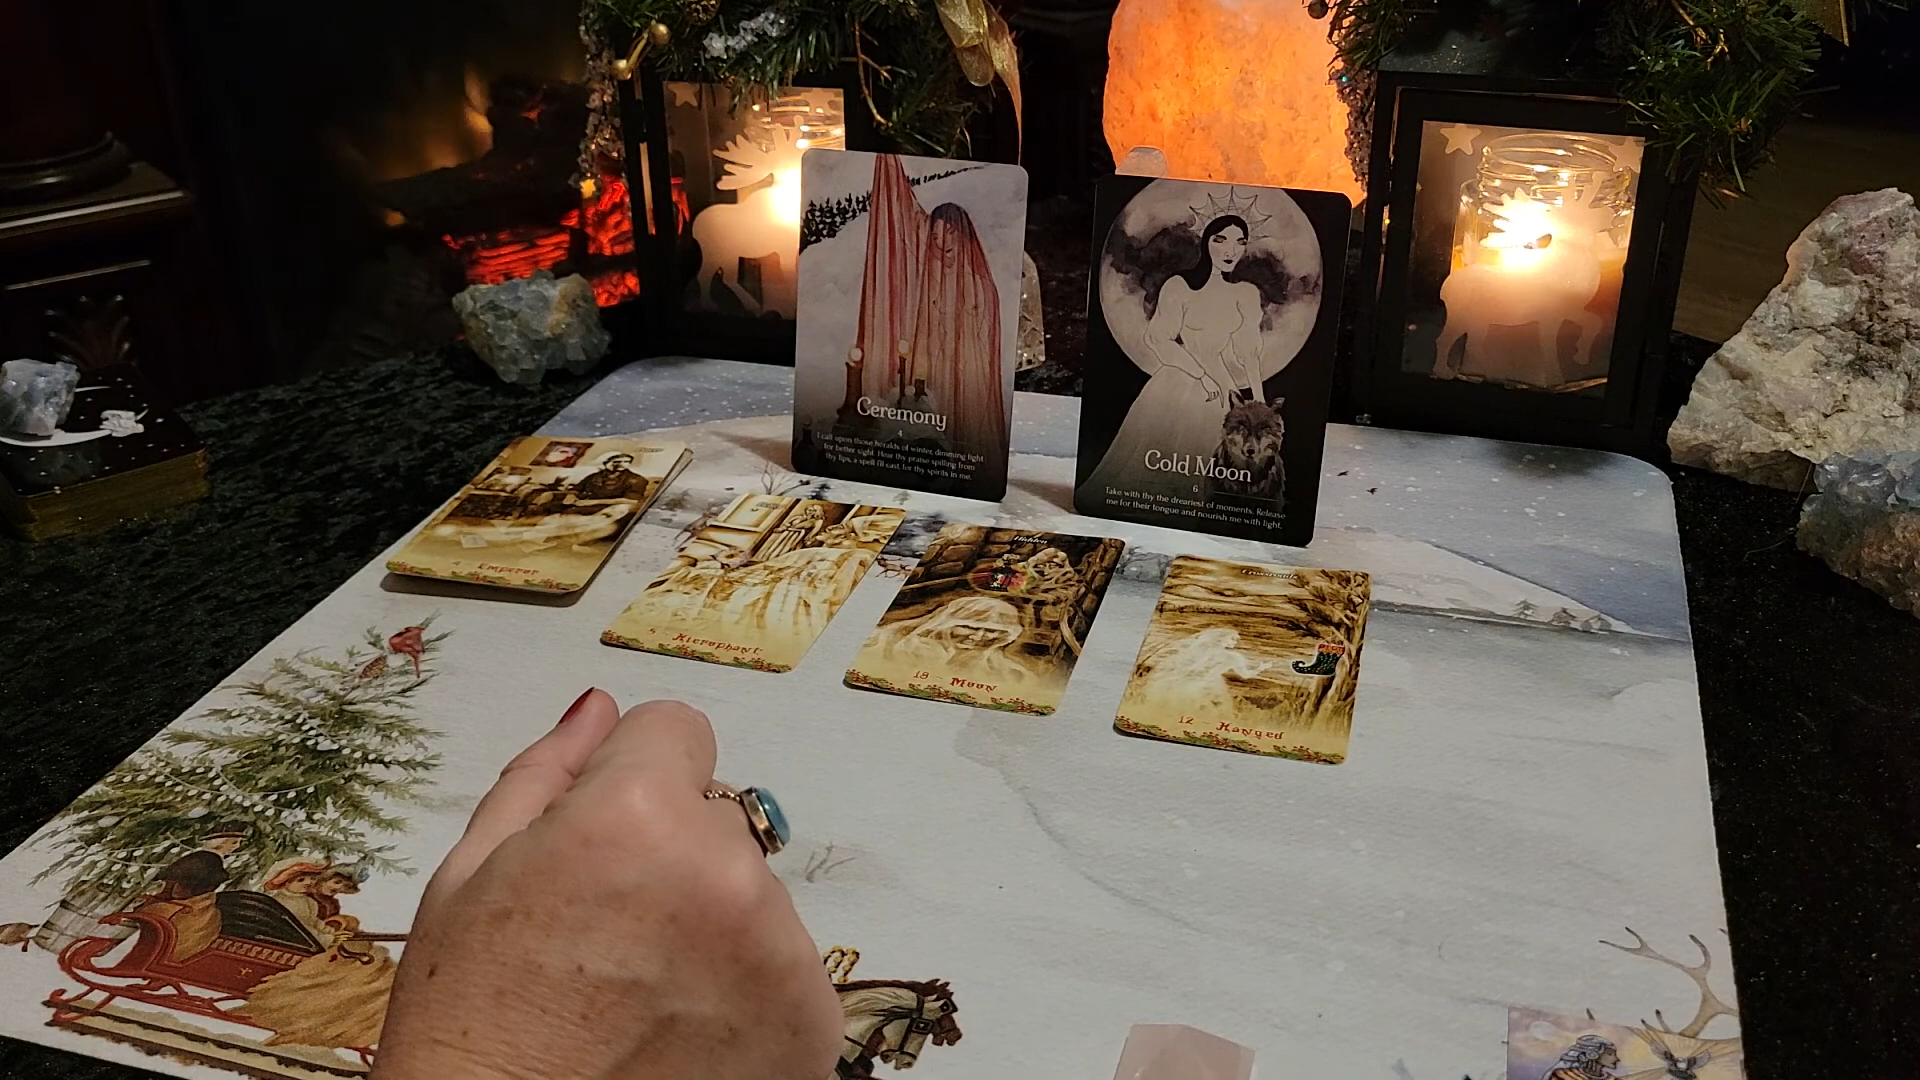 Ceremony
4
I call upon those heralds of winter, dimming light
for better sight. Hear thy praise spilling from
thy lips, a spell I'll cast, for thy spirits in me.
Cold Moon
6
Take with thy the dreariest of moments. Release
me for their tongue and nourish me with light.
4 - Emperor
5 - Hierophant
Hidden
18 - Moon
Crossroads
12 - Hanged